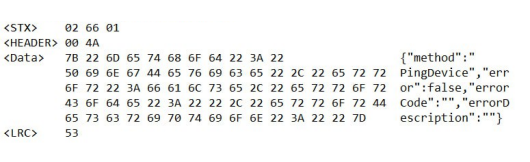 <STX> 02 66 01
<HEADER> 00 4A
<Data> 7B 22 6D 65 74 68 6F 64 22 3A 22 {"method":"
50 69 6E 67 44 65 76 69 63 65 22 2C 22 65 72 72 PingDevice","err
6F 72 22 3A 66 61 6C 73 65 2C 22 65 72 72 6F 72 or":false,"error
43 6F 64 65 22 3A 22 22 2C 22 65 72 72 6F 72 44 Code":"","errorD
65 73 63 72 69 70 74 69 6F 6E 22 3A 22 22 7D escription":""}
<LRC> 53